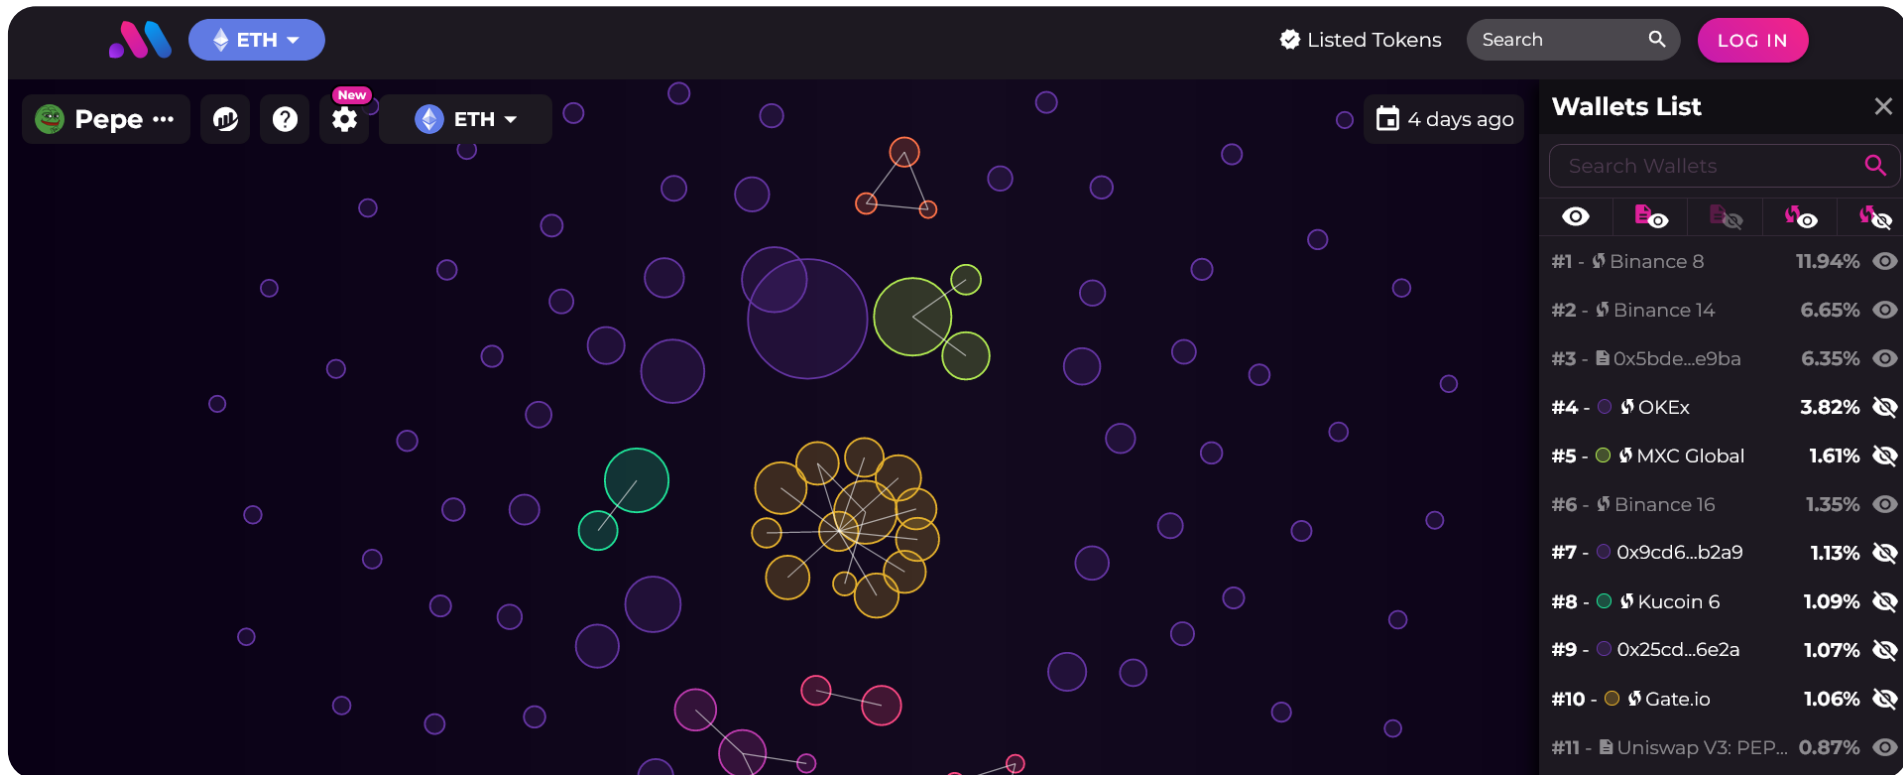 ETH
Listed Tokens
Search
LOG IN
Pepe ···
New
ETH
4 days ago
Wallets List
Search Wallets
#1 - Binance 8 11.94%
#2 - Binance 14 6.65%
#3 - 0x5bde...e9ba 6.35%
#4 - OKEx 3.82%
#5 - MXC Global 1.61%
#6 - Binance 16 1.35%
#7 - 0x9cd6...b2a9 1.13%
#8 - Kucoin 6 1.09%
#9 - 0x25cd...6e2a 1.07%
#10 - Gate.io 1.06%
#11 - Uniswap V3: PEP... 0.87%